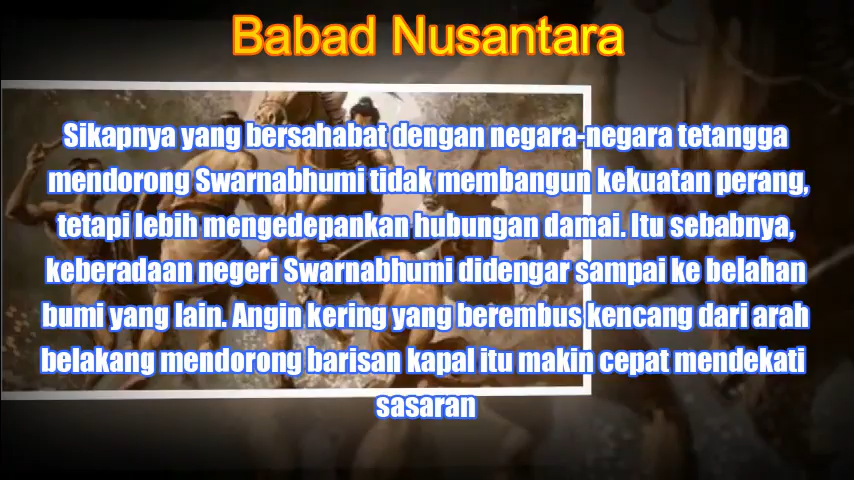 Babad Nusantara
Sikapnya yang bersahabat dengan negara-negara tetangga
mendorong Swarnabhumi tidak membangun kekuatan perang,
tetapi lebih mengedepankan hubungan damai. Itu sebabnya,
keberadaan negeri Swarnabhumi didengar sampai ke belahan
bumi yang lain. Angin kering yang berembus kencang dari arah
belakang mendorong barisan kapal itu makin cepat mendekati
sasaran